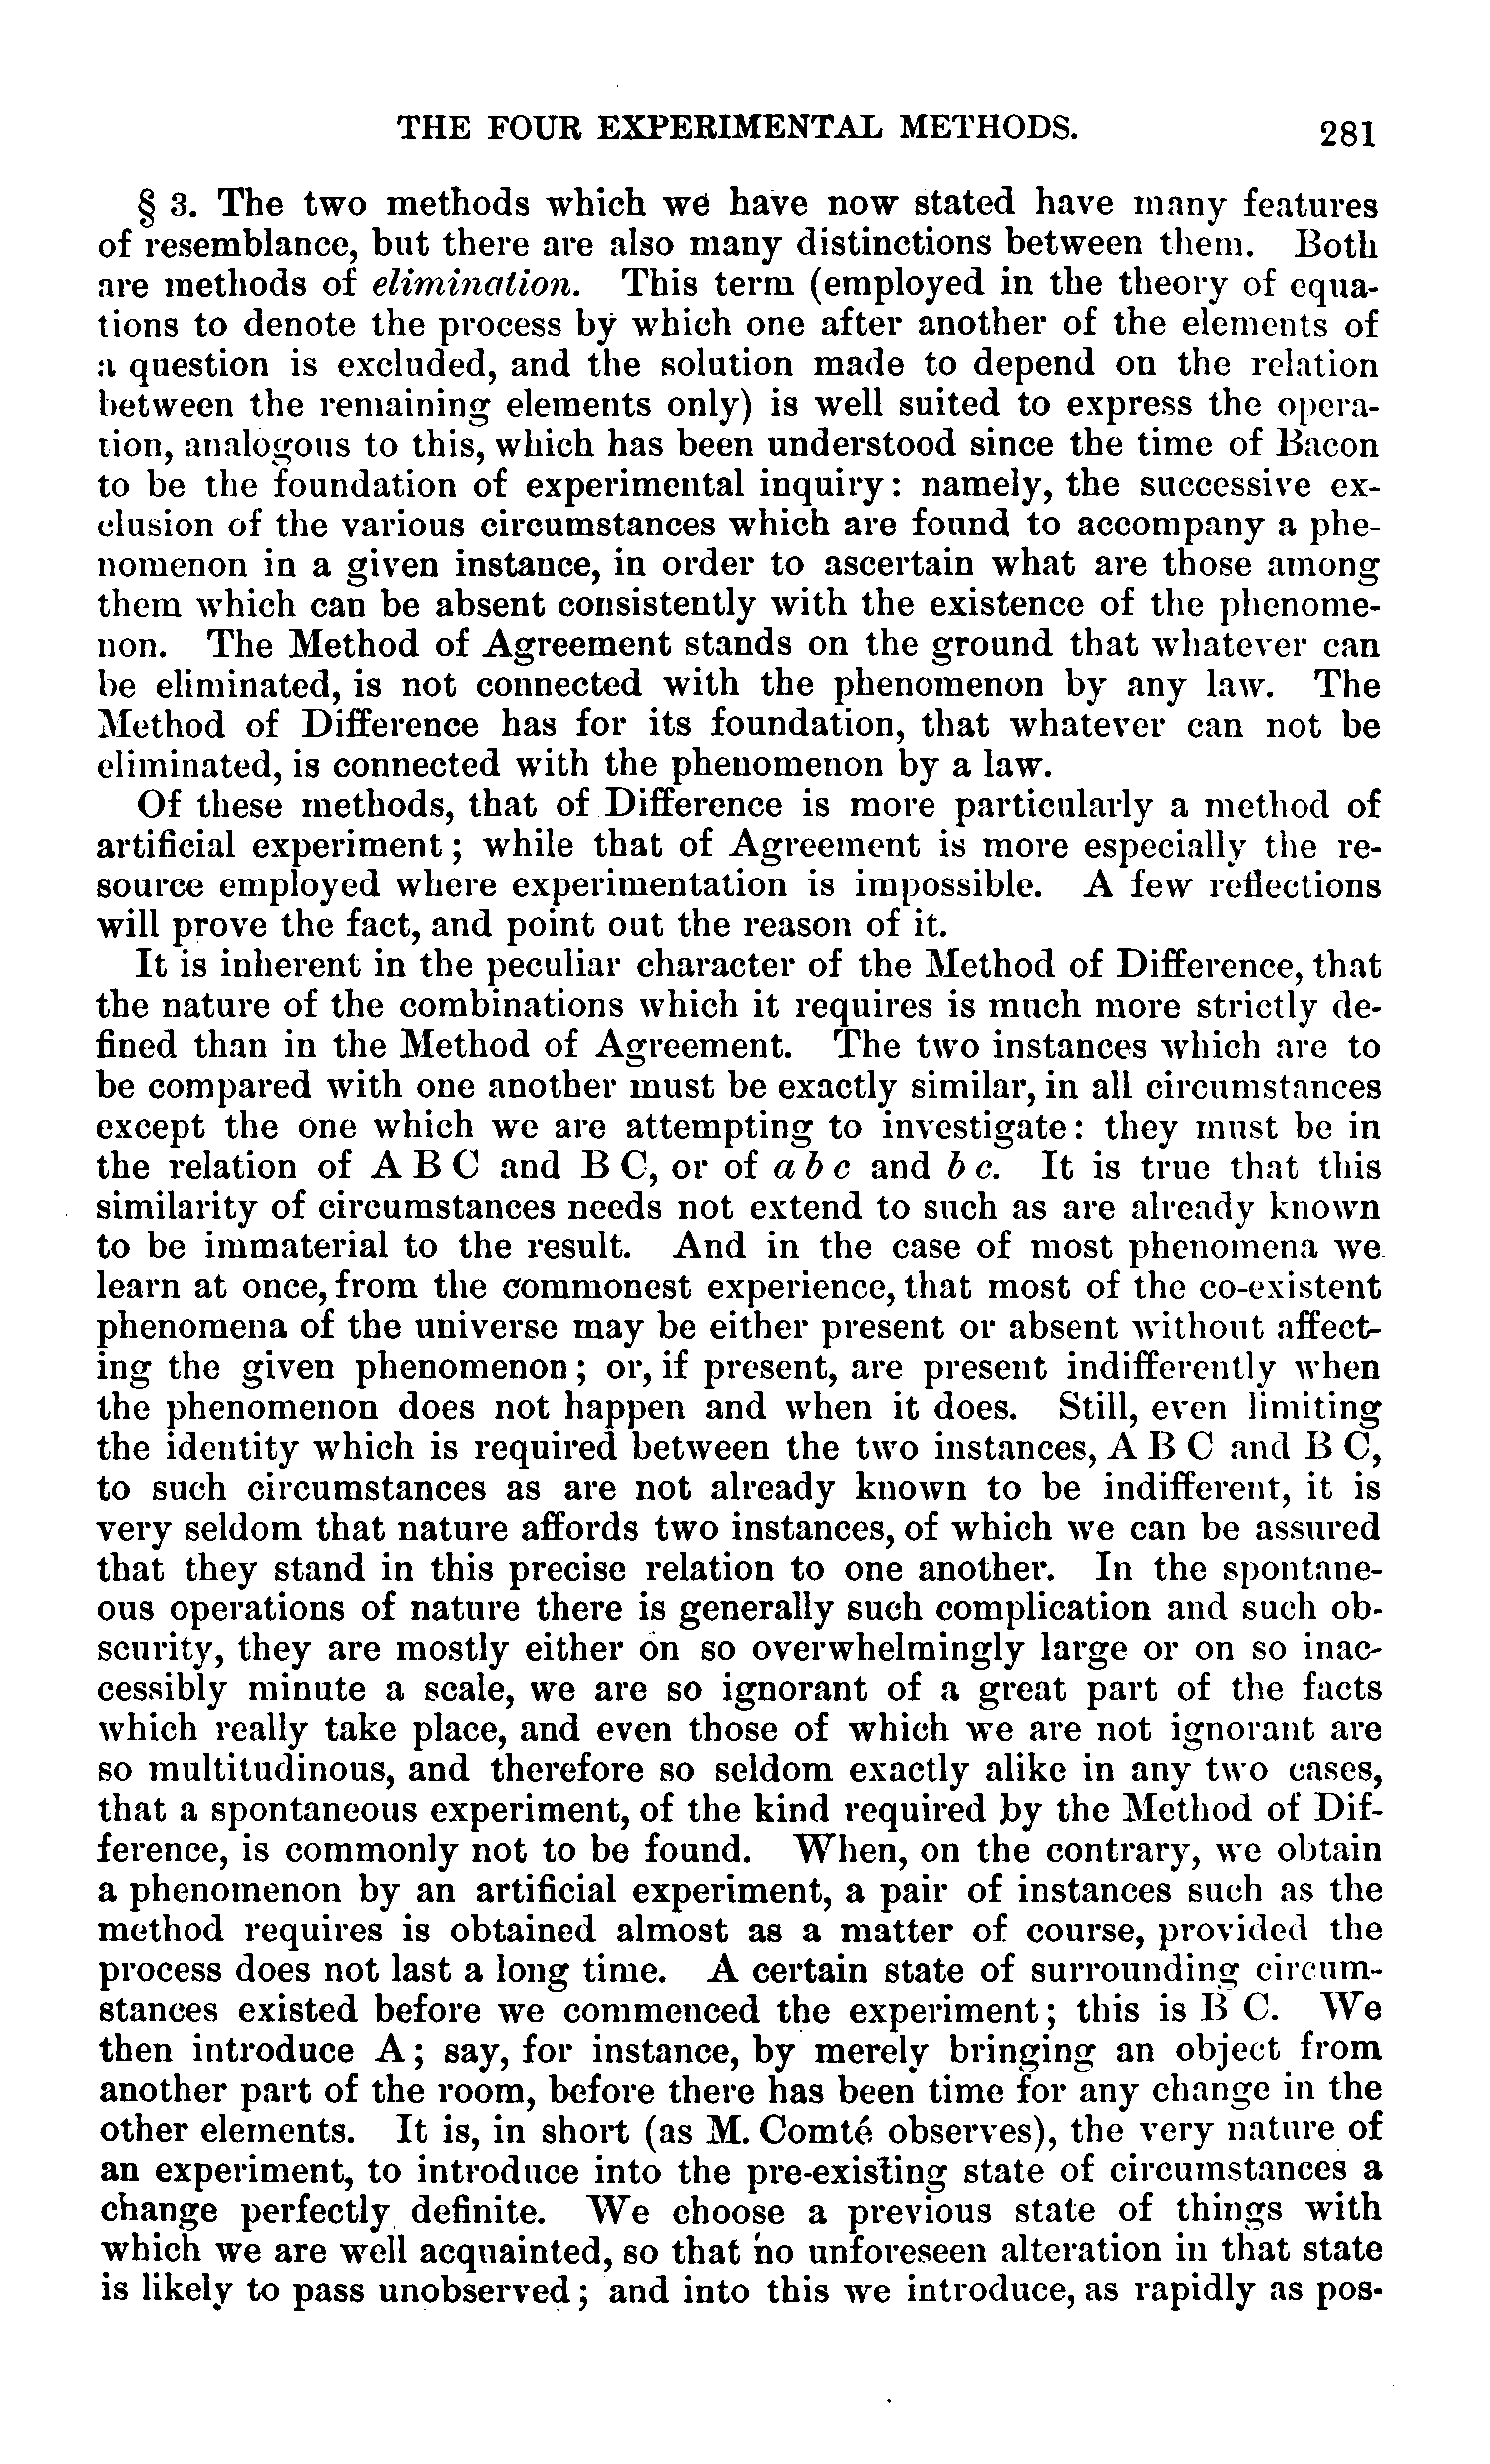 THE FOUR EXPERIMENTAL METHODS. 281
§ 3. The two methods which we have now stated have many features
of resemblance, but there are also many distinctions between them. Both
are methods of elimination. This term (employed in the theory of equa-
tions to denote the process by which one after another of the elements of
a question is excluded, and the solution made to depend on the relation
between the remaining elements only) is well suited to express the opera-
tion, analogous to this, which has been understood since the time of Bacon
to be the foundation of experimental inquiry: namely, the successive ex-
clusion of the various circumstances which are found to accompany a phe-
nomenon in a given instance, in order to ascertain what are those among
them which can be absent consistently with the existence of the phenome-
non. The Method of Agreement stands on the ground that whatever can
be eliminated, is not connected with the phenomenon by any law. The
Method of Difference has for its foundation, that whatever can not be
eliminated, is connected with the phenomenon by a law.
Of these methods, that of Difference is more particularly a method of
artificial experiment; while that of Agreement is more especially the re-
source employed where experimentation is impossible. A few reflections
will prove the fact, and point out the reason of it.
It is inherent in the peculiar character of the Method of Difference, that
the nature of the combinations which it requires is much more strictly de-
fined than in the Method of Agreement. The two instances which are to
be compared with one another must be exactly similar, in all circumstances
except the one which we are attempting to investigate: they must be in
the relation of A B C and B C, or of a b c and b c. It is true that this
similarity of circumstances needs not extend to such as are already known
to be immaterial to the result. And in the case of most phenomena we
learn at once, from the commonest experience, that most of the co-existent
phenomena of the universe may be either present or absent without affect-
ing the given phenomenon; or, if present, are present indifferently when
the phenomenon does not happen and when it does. Still, even limiting
the identity which is required between the two instances, A B C and B C,
to such circumstances as are not already known to be indifferent, it is
very seldom that nature affords two instances, of which we can be assured
that they stand in this precise relation to one another. In the spontane-
ous operations of nature there is generally such complication and such ob-
scurity, they are mostly either on so overwhelmingly large or on so inac-
cessibly minute a scale, we are so ignorant of a great part of the facts
which really take place, and even those of which we are not ignorant are
so multitudinous, and therefore so seldom exactly alike in any two cases,
that a spontaneous experiment, of the kind required by the Method of Dif-
ference, is commonly not to be found. When, on the contrary, we obtain
a phenomenon by an artificial experiment, a pair of instances such as the
method requires is obtained almost as a matter of course, provided the
process does not last a long time. A certain state of surrounding circum-
stances existed before we commenced the experiment; this is B C. We
then introduce A; say, for instance, by merely bringing an object from
another part of the room, before there has been time for any change in the
other elements. It is, in short (as M. Comté observes), the very nature of
an experiment, to introduce into the pre-existing state of circumstances a
change perfectly definite. We choose a previous state of things with
which we are well acquainted, so that no unforeseen alteration in that state
is likely to pass unobserved; and into this we introduce, as rapidly as pos-